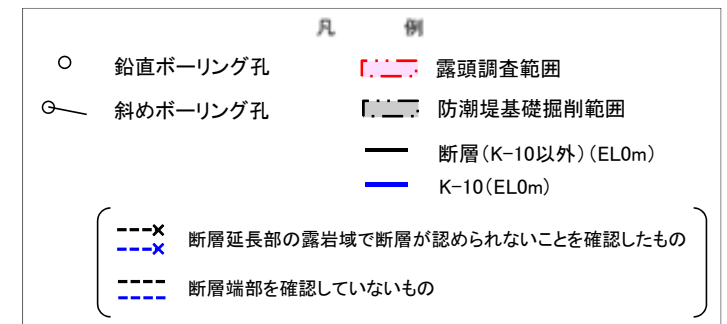 凡 例
鉛直ボーリング孔
斜めボーリング孔
露頭調査範囲
防潮堤基礎掘削範囲
断層(K-10以外)(EL0m)
K-10(EL0m)
断層延長部の露岩域で断層が認められないことを確認したもの
断層端部を確認していないもの